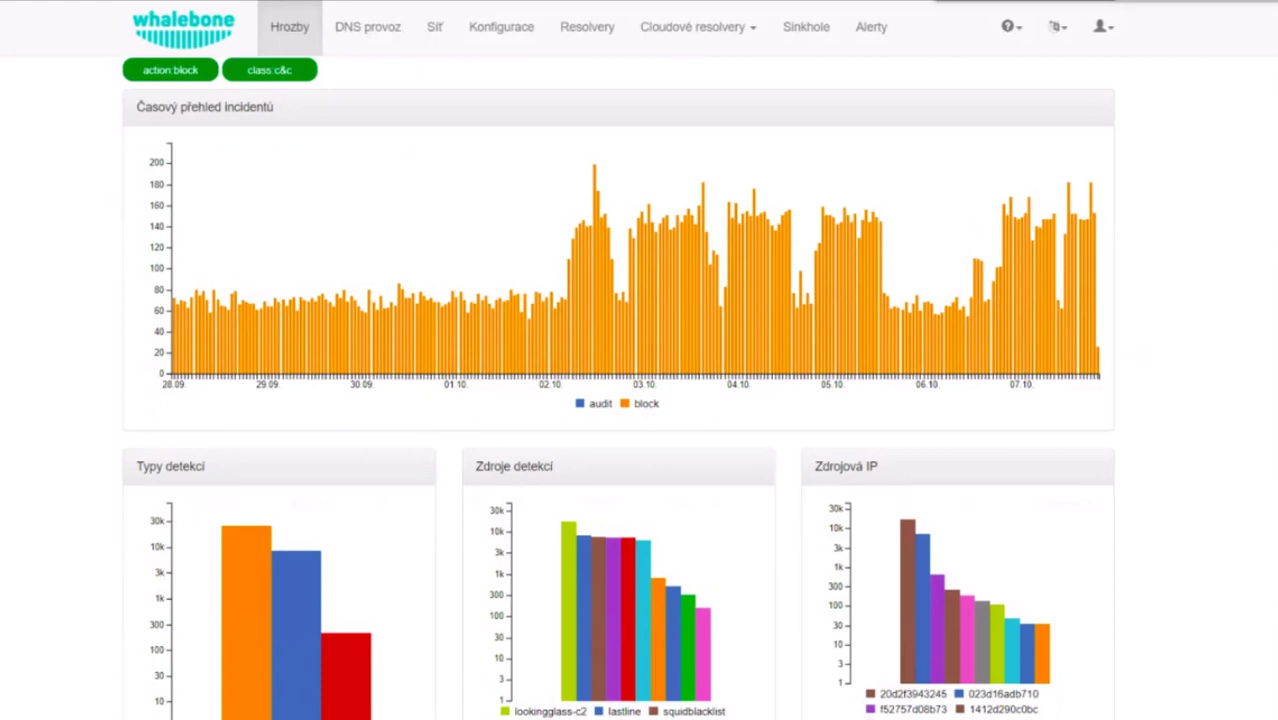 whalebone
Hrozby DNS provoz Síť Konfigurace Resolvery Cloudové resolvery Sinkhole Alerty
action:block class:c&c
Časový přehled incidentů
200
180
160
140
120
100
80
60
40
20
0
28.09. 29.09. 30.09. 01.10. 02.10. 03.10. 04.10. 05.10. 06.10. 07.10.
audit block
Typy detekcí
30k
10k
3k
1k
300
100
30
10
Zdroje detekcí
30k
10k
3k
1k
300
100
30
10
3
1
lookingglass-c2 lastline squidblacklist
Zdrojová IP
30k
10k
3k
1k
300
100
30
10
3
1
20d2f3943245 023d16adb710
f52757d08b73 1412d290c0bc